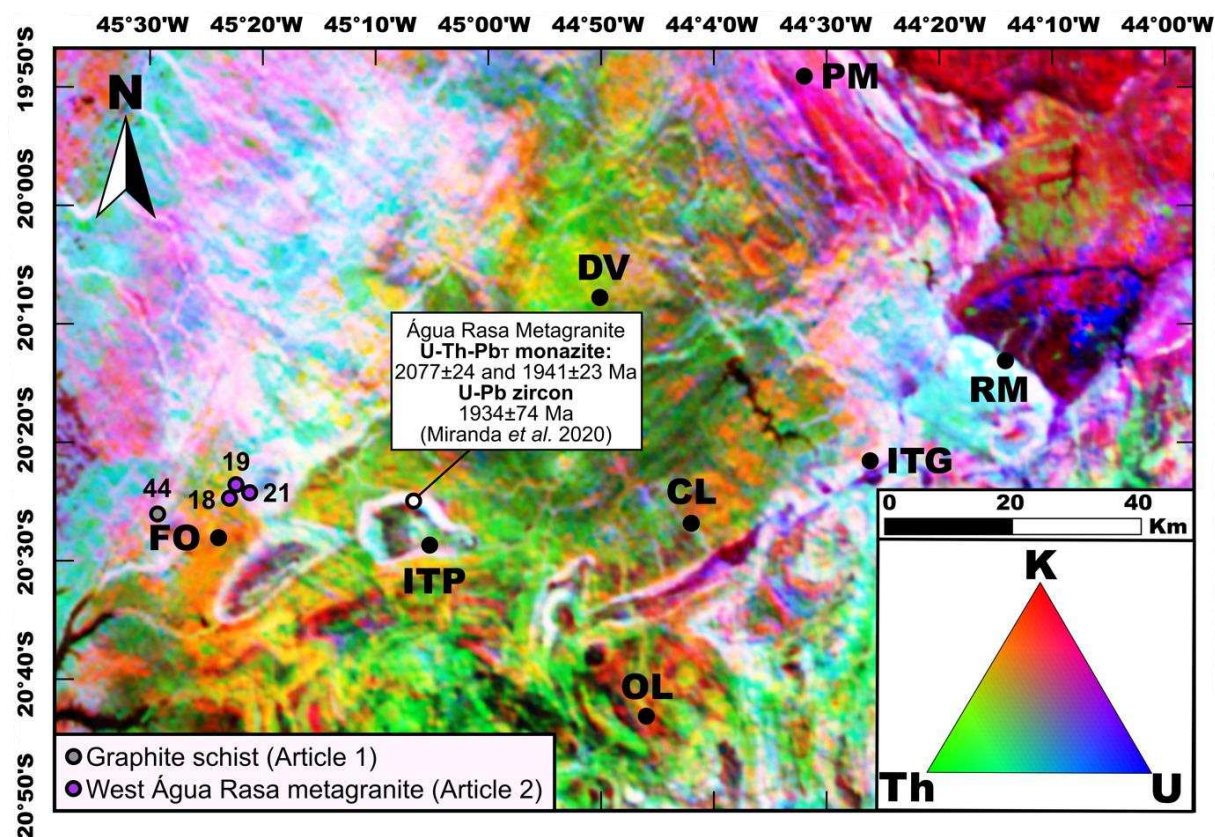 45°30'W 45°20'W 45°10'W 45°00'W 44°50'W 44°40'W 44°30'W 44°20'W 44°10'W 44°00'W
19°50'S
20°00'S
20°10'S
20°20'S
20°30'S
20°40'S
20°50'S
N
PM
DV
Água Rasa Metagranite
U-Th-Pbᴛ monazite:
2077±24 and 1941±23 Ma
U-Pb zircon
1934±74 Ma
(Miranda et al. 2020)
RM
19
44
18
21
FO
ITP
CL
ITG
OL
0 20 40
Km
K
Th
U
Graphite schist (Article 1)
West Água Rasa metagranite (Article 2)